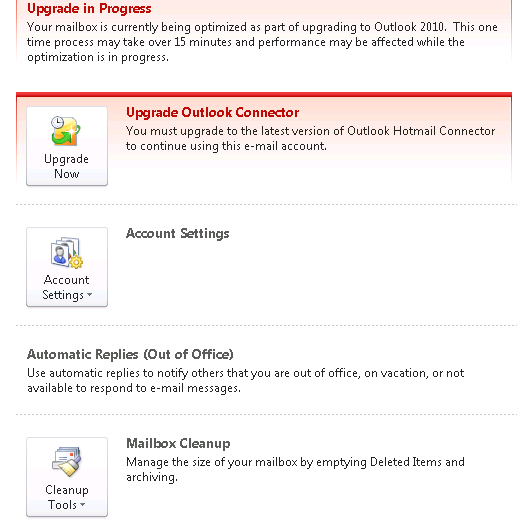 Upgrade in Progress
Your mailbox is currently being optimized as part of upgrading to Outlook 2010.  This one
time process may take over 15 minutes and performance may be affected while the
optimization is in progress.
Upgrade Outlook Connector
You must upgrade to the latest version of Outlook Hotmail Connector
to continue using this e-mail account.
Upgrade
Now
Account Settings
Account
Settings
Automatic Replies (Out of Office)
Use automatic replies to notify others that you are out of office, on vacation, or not
available to respond to e-mail messages.
Mailbox Cleanup
Manage the size of your mailbox by emptying Deleted Items and
archiving.
Cleanup
Tools